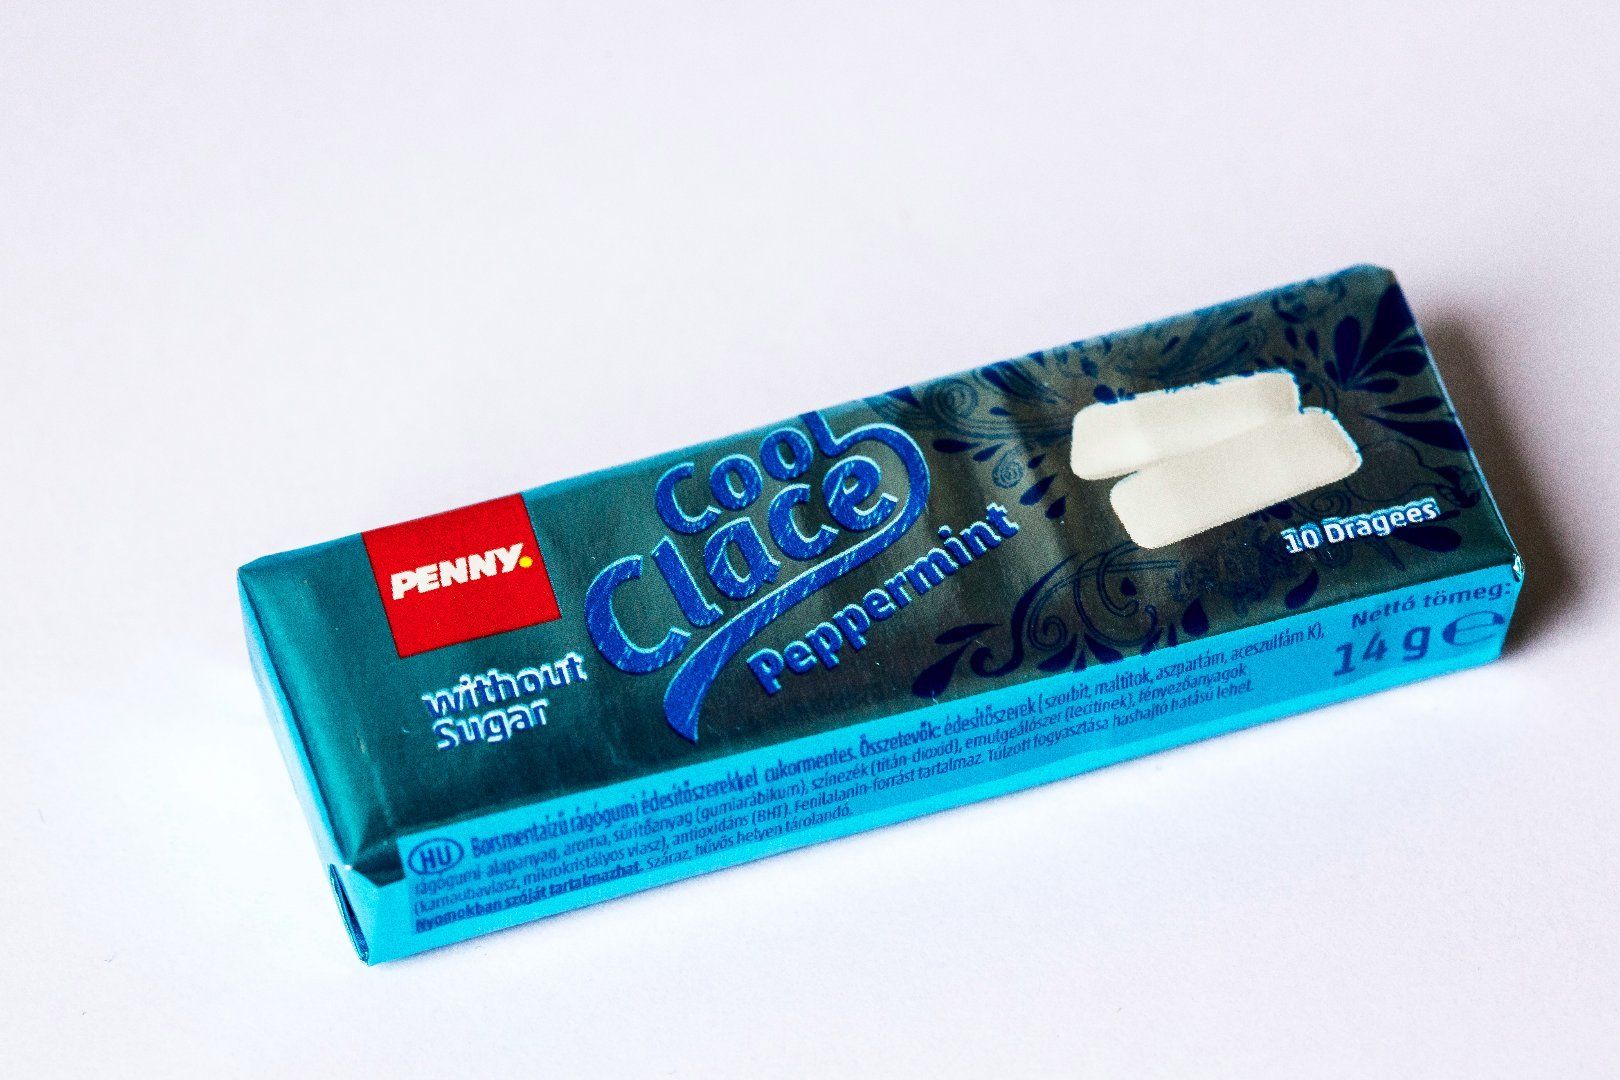 PENNY.
without
Sugar
Cool
Clace
Peppermint
10 Dragees
HU
Borsmentaízű rágógumi édesítőszerekkel cukormentes. Összetevők: édesítőszerek (szorbit, maltitok, aszpartám, aceszulfám K),
rágógumi-alapanyag, aroma, sűrítőanyag (gumiarábikum), színezék (titán-dioxid), emulgeálószer (lecitinek), fényezőanyagok
(karnaubaviasz, mikrokristályos viasz), antioxidáns (BHT). Fenilalanin-forrást tartalmaz. Túlzott fogyasztása hashajtó hatású lehet.
Nyomokban szóját tartalmazhat. Száraz, hűvös helyen tárolandó.
Nettó tömeg:
14 g ℮